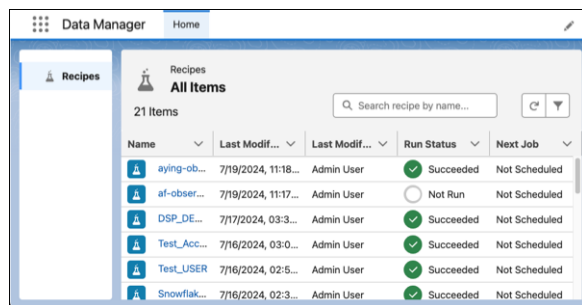 Data Manager Home
Recipes
Recipes
All Items
21 Items
Search recipe by name...
Name Last Modif... Last Modif... Run Status Next Job
aying-ob... 7/19/2024, 11:18... Admin User Succeeded Not Scheduled
af-obser... 7/19/2024, 11:17... Admin User Not Run Not Scheduled
DSP_DE... 7/17/2024, 03:3... Admin User Succeeded Not Scheduled
Test_Acc... 7/16/2024, 03:0... Admin User Succeeded Not Scheduled
Test_USER 7/16/2024, 02:5... Admin User Succeeded Not Scheduled
Snowflak... 7/16/2024, 02:3... Admin User Succeeded Not Scheduled